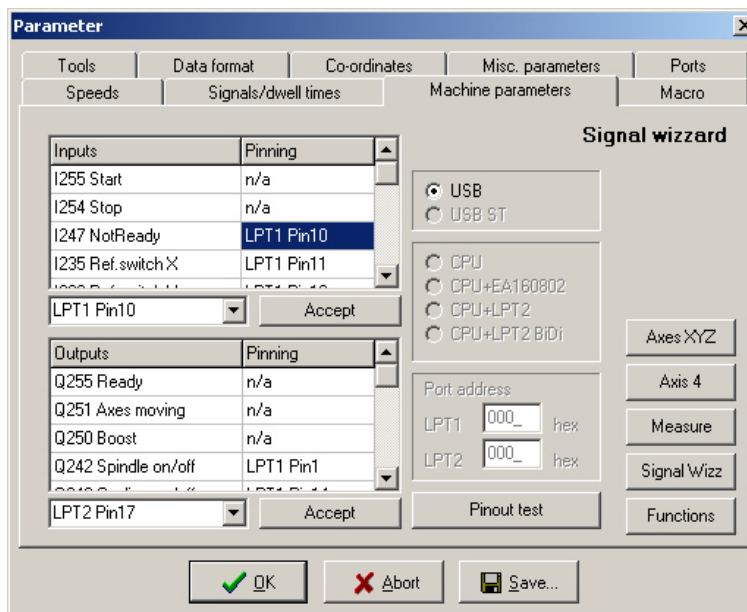 Parameter
Tools Data format Co-ordinates Misc. parameters Ports
Speeds Signals/dwell times Machine parameters Macro
Signal wizzard
Inputs Pinning
I255 Start n/a
I254 Stop n/a
I247 NotReady LPT1 Pin10
I235 Ref.switch X LPT1 Pin11
LPT1 Pin10 Accept
Outputs Pinning
Q255 Ready n/a
Q251 Axes moving n/a
Q250 Boost n/a
Q242 Spindle on/off LPT1 Pin1
LPT2 Pin17 Accept
USB
USB ST
CPU
CPU+EA160802
CPU+LPT2
CPU+LPT2 BiDi
Port address
LPT1 000_ hex
LPT2 000_ hex
Pinout test
Axes XYZ
Axis 4
Measure
Signal Wizz
Functions
OK Abort Save...